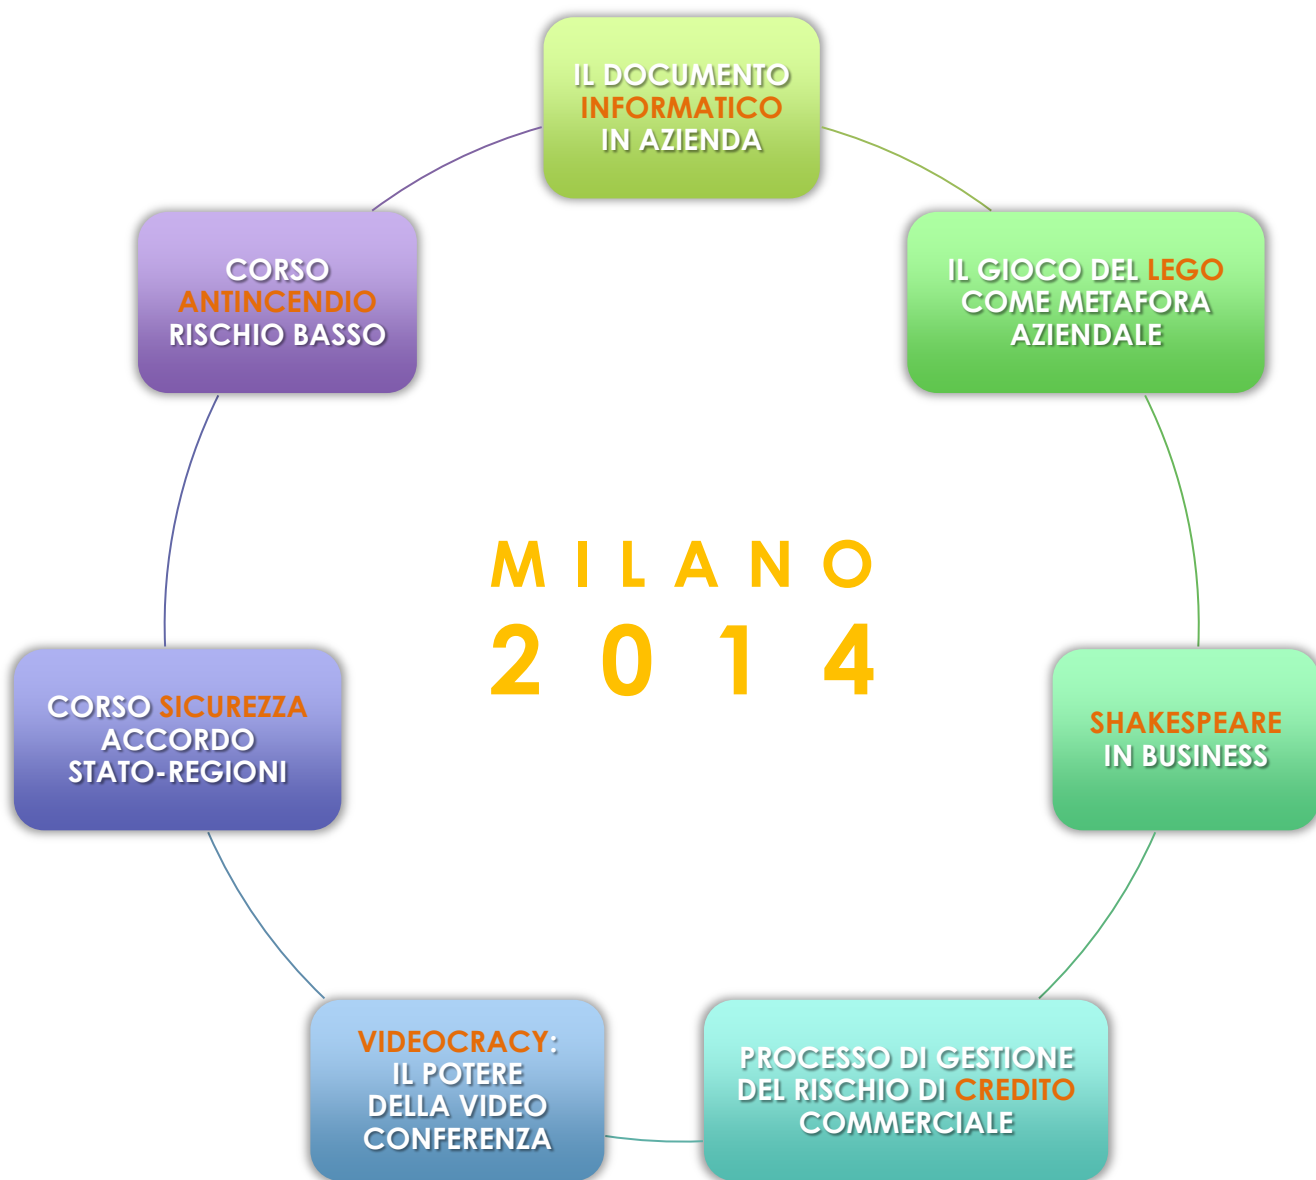 IL DOCUMENTO
INFORMATICO
IN AZIENDA
IL GIOCO DEL LEGO
COME METAFORA
AZIENDALE
SHAKESPEARE
IN BUSINESS
PROCESSO DI GESTIONE
DEL RISCHIO DI CREDITO
COMMERCIALE
VIDEOCRACY:
IL POTERE
DELLA VIDEO
CONFERENZA
CORSO SICUREZZA
ACCORDO
STATO-REGIONI
CORSO
ANTINCENDIO
RISCHIO BASSO
MILANO
2014